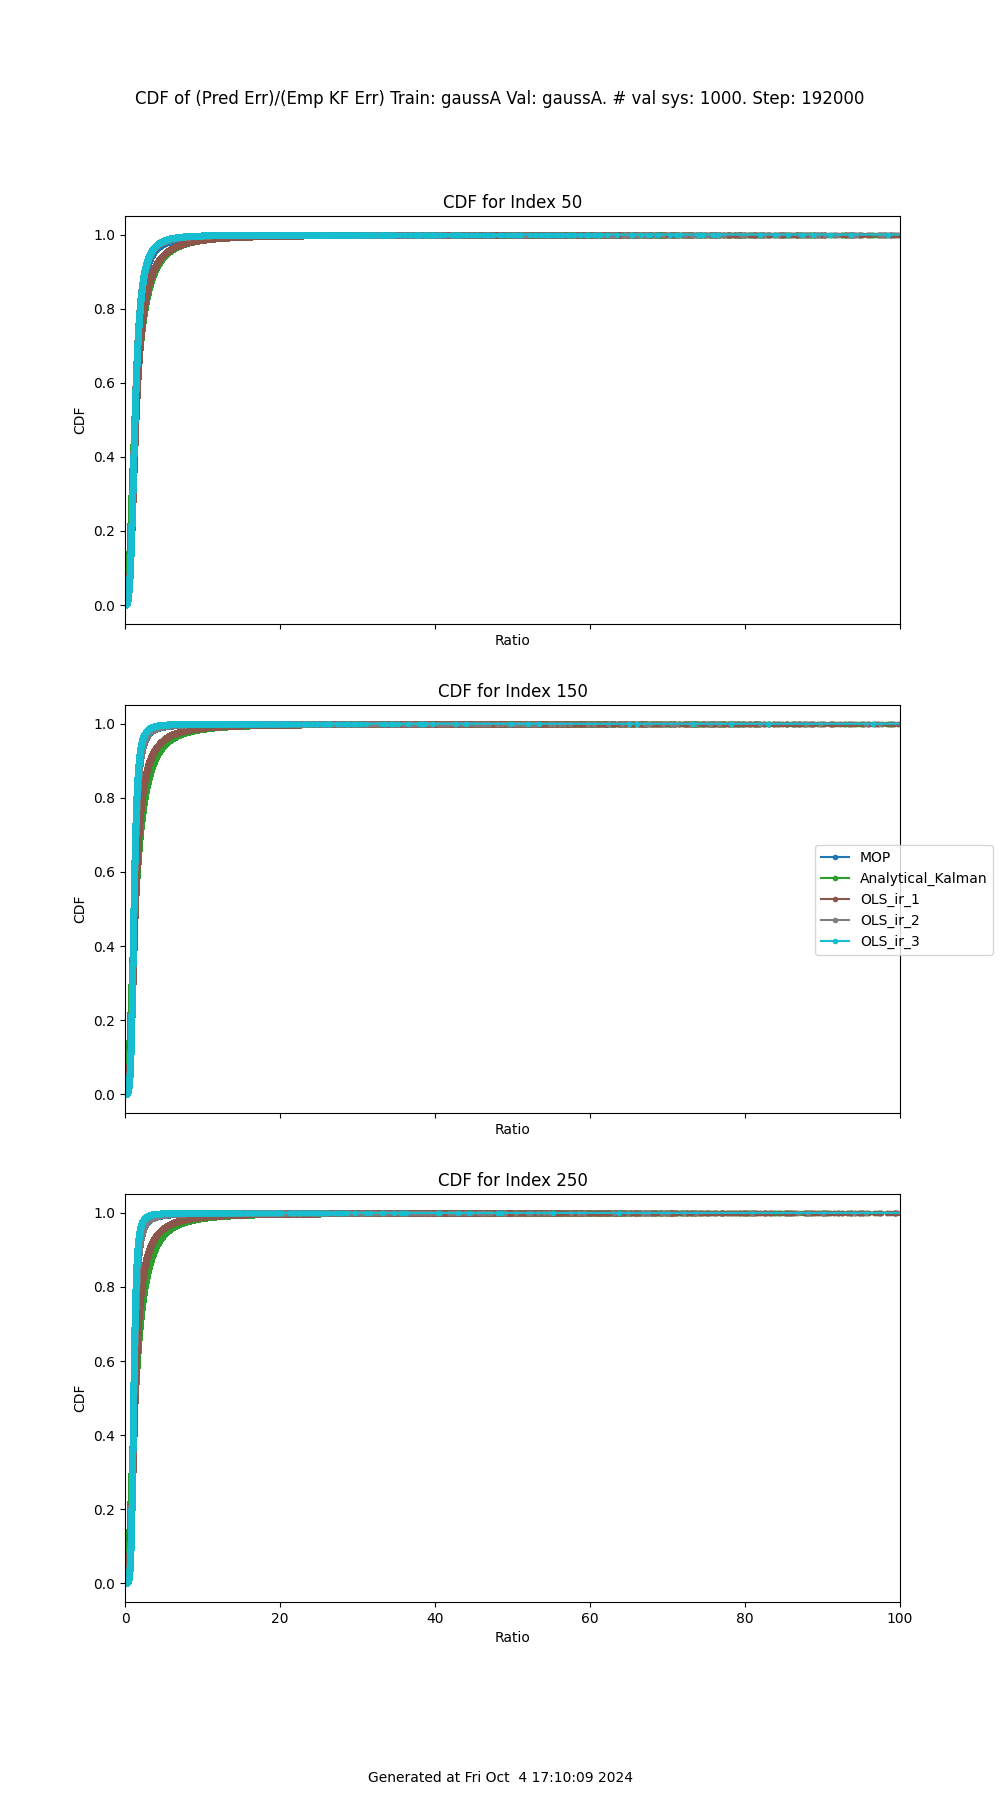 CDF of (Pred Err)/(Emp KF Err) Train: gaussA Val: gaussA. # val sys: 1000. Step: 192000
CDF for Index 50
1.0
0.8
0.6
0.4
0.2
0.0
CDF
Ratio
CDF for Index 150
1.0
0.8
0.6
0.4
0.2
0.0
CDF
Ratio
MOP
Analytical_Kalman
OLS_ir_1
OLS_ir_2
OLS_ir_3
CDF for Index 250
1.0
0.8
0.6
0.4
0.2
0.0
CDF
0 20 40 60 80 100
Ratio
Generated at Fri Oct  4 17:10:09 2024